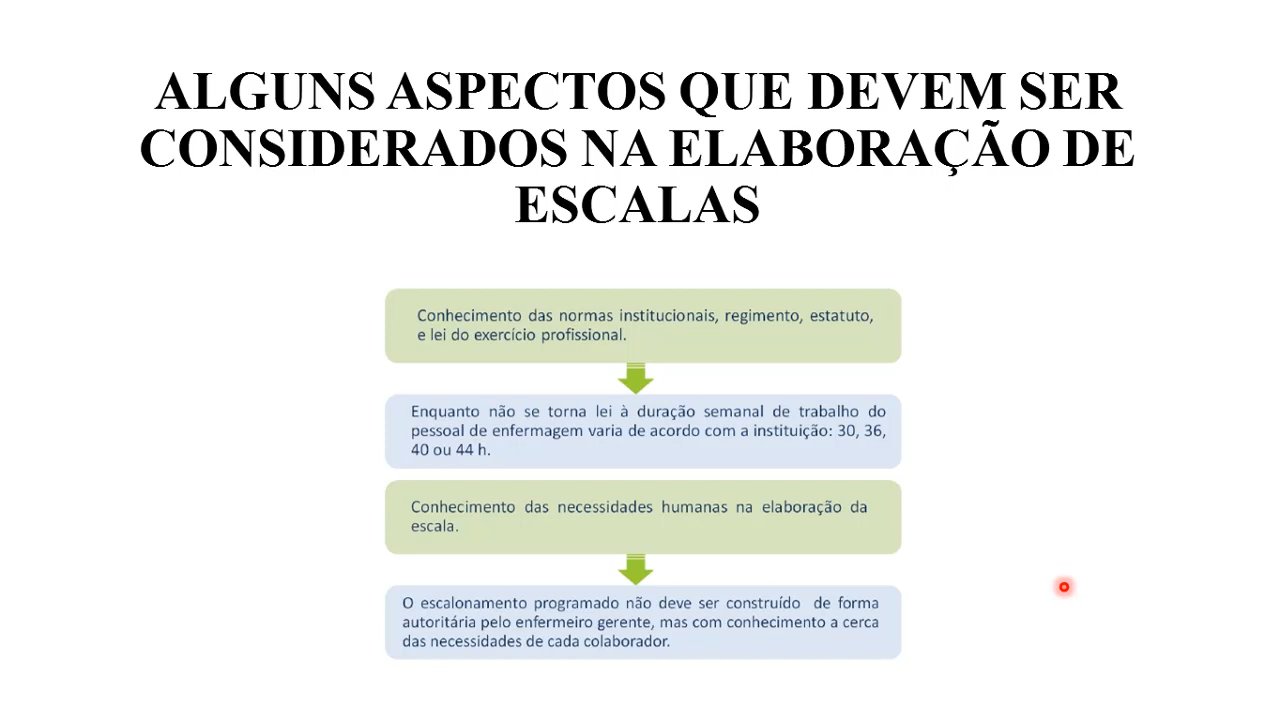 ALGUNS ASPECTOS QUE DEVEM SER
CONSIDERADOS NA ELABORAÇÃO DE
ESCALAS
Conhecimento das normas institucionais, regimento, estatuto,
e lei do exercício profissional.
Enquanto não se torna lei à duração semanal de trabalho do
pessoal de enfermagem varia de acordo com a instituição: 30, 36,
40 ou 44 h.
Conhecimento das necessidades humanas na elaboração da
escala.
O escalonamento programado não deve ser construído de forma
autoritária pelo enfermeiro gerente, mas com conhecimento a cerca
das necessidades de cada colaborador.